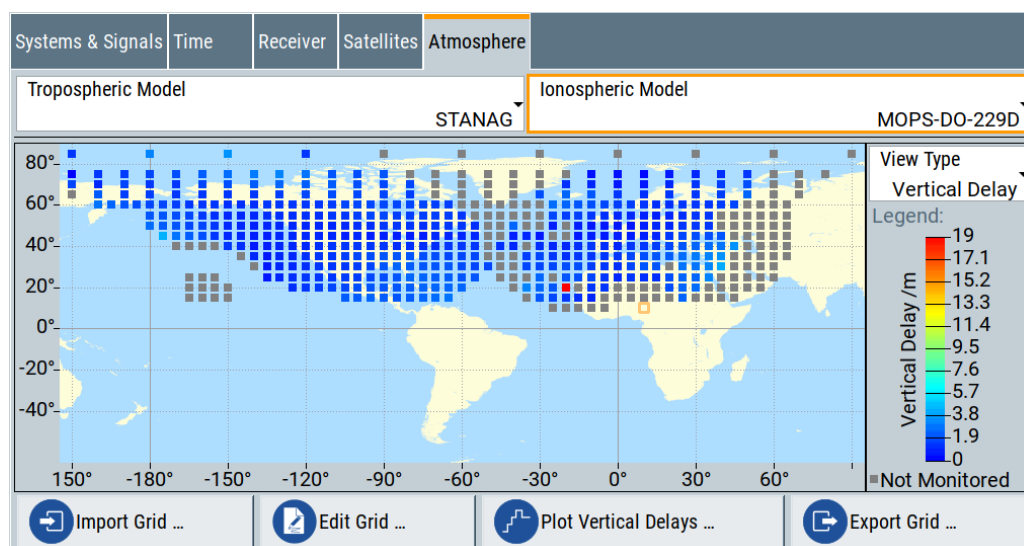 Systems & Signals Time Receiver Satellites Atmosphere
Tropospheric Model
STANAG
Ionospheric Model
MOPS-DO-229D
80°
60°
40°
20°
0°
-20°
-40°
150° -180° -150° -120° -90° -60° -30° 0° 30° 60°
View Type
Vertical Delay
Legend:
Vertical Delay /m
19
17.1
15.2
13.3
11.4
9.5
7.6
5.7
3.8
1.9
0
Not Monitored
Import Grid ...
Edit Grid ...
Plot Vertical Delays ...
Export Grid ...